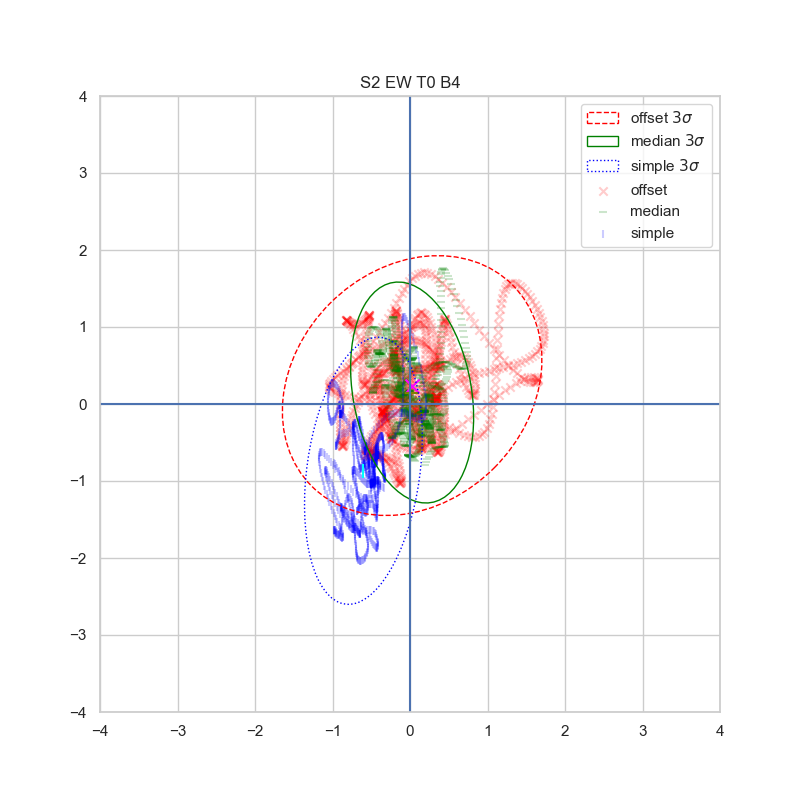 S2 EW T0 B4
offset 3σ
median 3σ
simple 3σ
offset
median
simple
4
3
2
1
0
−1
−2
−3
−4
−4 −3 −2 −1 0 1 2 3 4